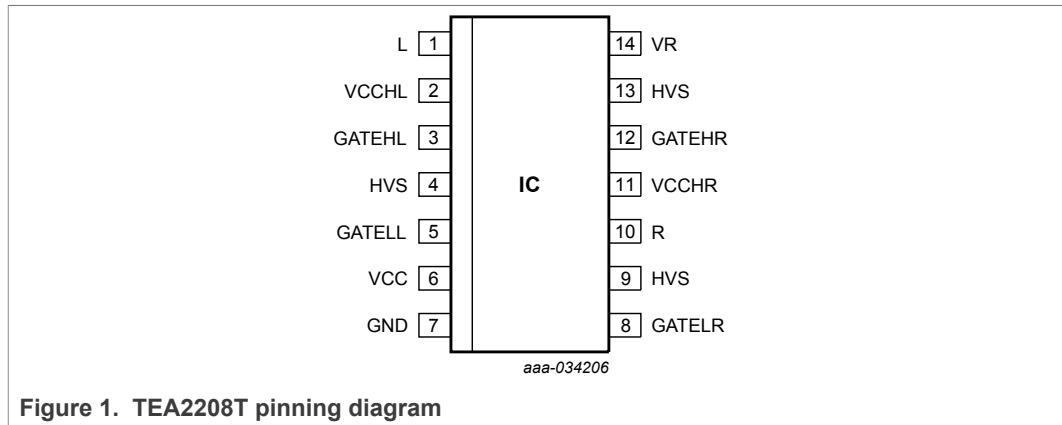 L 1 14 VR
VCCHL 2 13 HVS
GATEHL 3 12 GATEHR
HVS 4 IC 11 VCCHR
GATELL 5 10 R
VCC 6 9 HVS
GND 7 8 GATELR
aaa-034206
Figure 1. TEA2208T pinning diagram